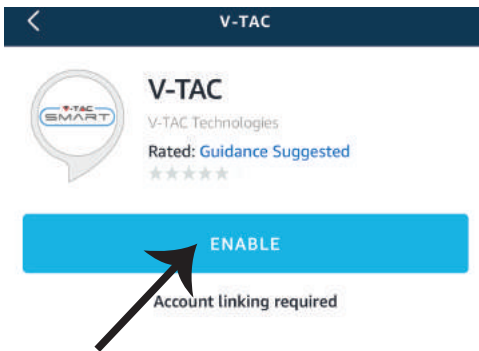 V-TAC
V-TAC
SMART
V-TAC
V-TAC Technologies
Rated: Guidance Suggested
ENABLE
Account linking required